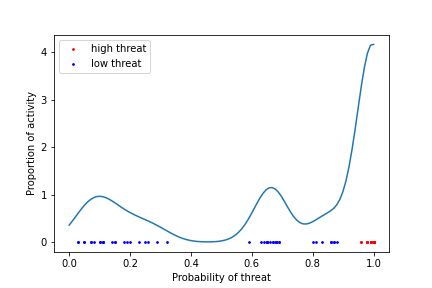 high threat
low threat
Proportion of activity
4
3
2
1
0
0.0 0.2 0.4 0.6 0.8 1.0
Probability of threat